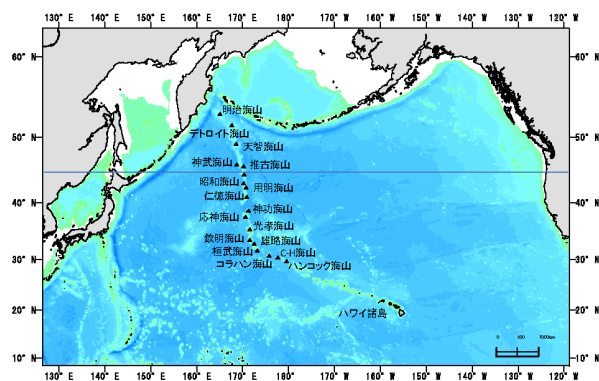 130° E 140° E 150° E 160° E 170° E 180° 170° W 160° W 150° W 140° W 130° W 120° W
60° N 60° N
明治海山
デトロイト海山
50° N 50° N
天智海山
神武海山 推古海山
昭和海山 用明海山
仁徳海山
40° N 40° N
神功海山
応神海山
光孝海山
欽明海山 雄略海山
桓武海山 C-H海山
30° N 30° N
コラハン海山 ハンコック海山
20° N ハワイ諸島 20° N
0 500 1000km
10° N 10° N
130° E 140° E 150° E 160° E 170° E 180° 170° W 160° W 150° W 140° W 130° W 120° W